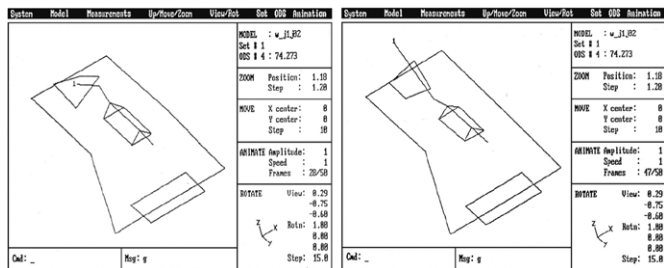 System Model Measurements Up/Move/Zoom View/Rot Set ODS Animation
1
MODEL : w_j1_02
Set # 1
ODS # 4 : 74.273
ZOOM Position: 1.18
Step : 1.20
MOVE X center: 0
Y center: 0
Step : 10
ANIMATE Amplitude: 1
Speed : 1
Frames : 28/50
ROTATE View: 0.29
-0.75
-0.60
Z X Rotn: 1.00
Y 0.00
0.00
Step: 15.0
Cmd: _ Msg: g
System Model Measurements Up/Move/Zoom View/Rot Set ODS Animation
1
MODEL : w_j1_02
Set # 1
ODS # 4 : 74.273
ZOOM Position: 1.18
Step : 1.20
MOVE X center: 0
Y center: 0
Step : 10
ANIMATE Amplitude: 1
Speed : 1
Frames : 47/50
ROTATE View: 0.29
-0.75
-0.60
Z X Rotn: 1.00
Y 0.00
0.00
Step: 15.0
Cmd: _ Msg: g